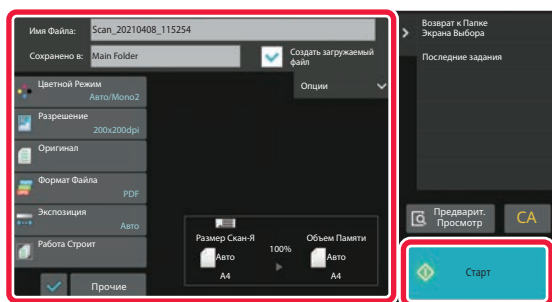 Имя Файла:
Scan_20210408_115254
Сохранено в:
Main Folder
Создать загружаемый
файл
Опции
Цветной Режим
Авто/Mono2
Разрешение
200x200dpi
Оригинал
Формат Файла
PDF
Экспозиция
Авто
Работа Строит
Прочие
Размер Скан-Я
100%
Объем Памяти
Авто
Авто
A4
A4
Возврат к Папке
Экрана Выбора
Последние задания
Предварит.
Просмотр
CA
Старт